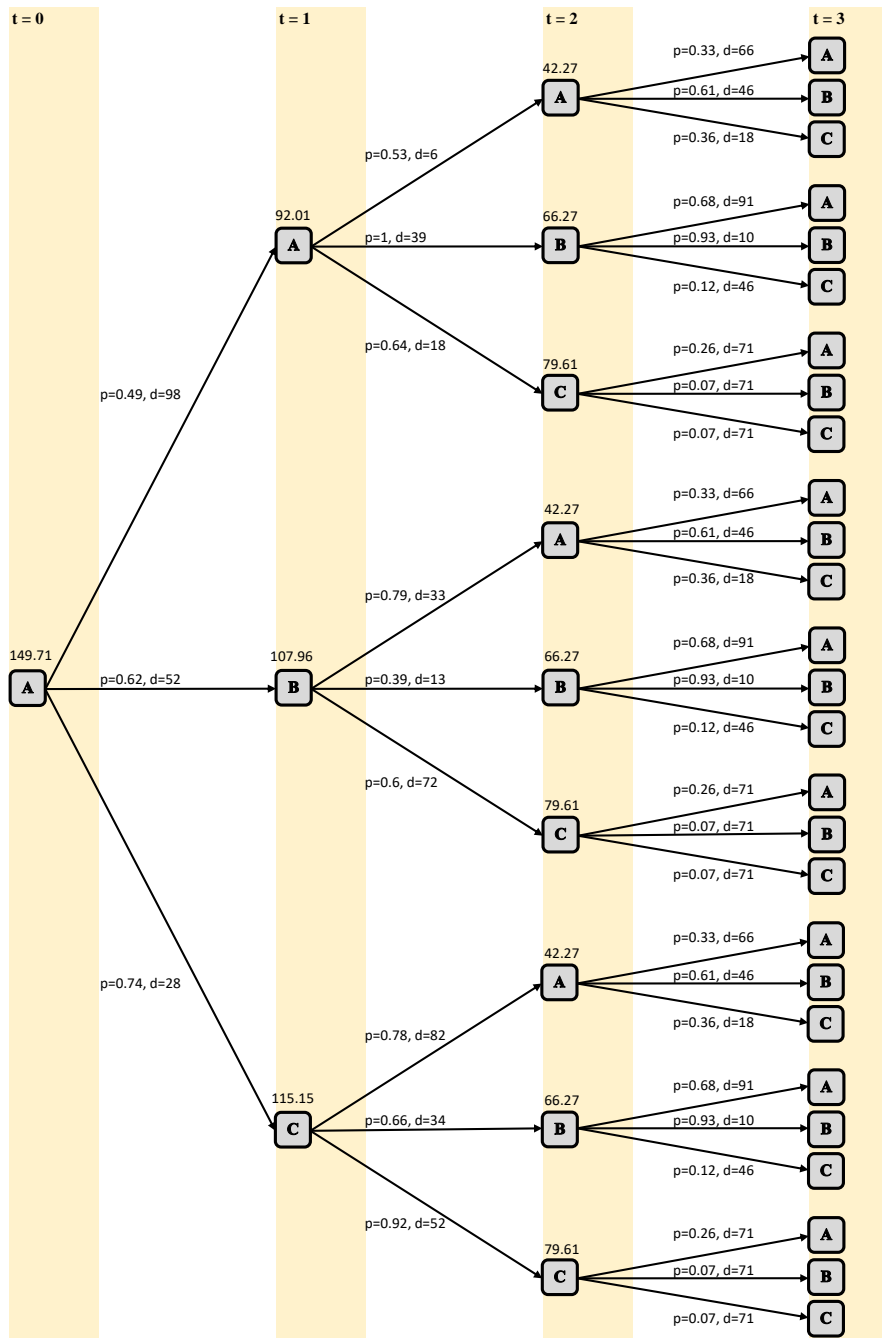 t = 0
t = 1
t = 2
t = 3
149.71
A
p=0.49, d=98
p=0.62, d=52
p=0.74, d=28
92.01
A
p=0.53, d=6
p=1, d=39
p=0.64, d=18
42.27
A
p=0.33, d=66
A
p=0.61, d=46
B
p=0.36, d=18
C
66.27
B
p=0.68, d=91
A
p=0.93, d=10
B
p=0.12, d=46
C
79.61
C
p=0.26, d=71
A
p=0.07, d=71
B
p=0.07, d=71
C
107.96
B
p=0.79, d=33
p=0.39, d=13
p=0.6, d=72
42.27
A
p=0.33, d=66
A
p=0.61, d=46
B
p=0.36, d=18
C
66.27
B
p=0.68, d=91
A
p=0.93, d=10
B
p=0.12, d=46
C
79.61
C
p=0.26, d=71
A
p=0.07, d=71
B
p=0.07, d=71
C
115.15
C
p=0.78, d=82
p=0.66, d=34
p=0.92, d=52
42.27
A
p=0.33, d=66
A
p=0.61, d=46
B
p=0.36, d=18
C
66.27
B
p=0.68, d=91
A
p=0.93, d=10
B
p=0.12, d=46
C
79.61
C
p=0.26, d=71
A
p=0.07, d=71
B
p=0.07, d=71
C